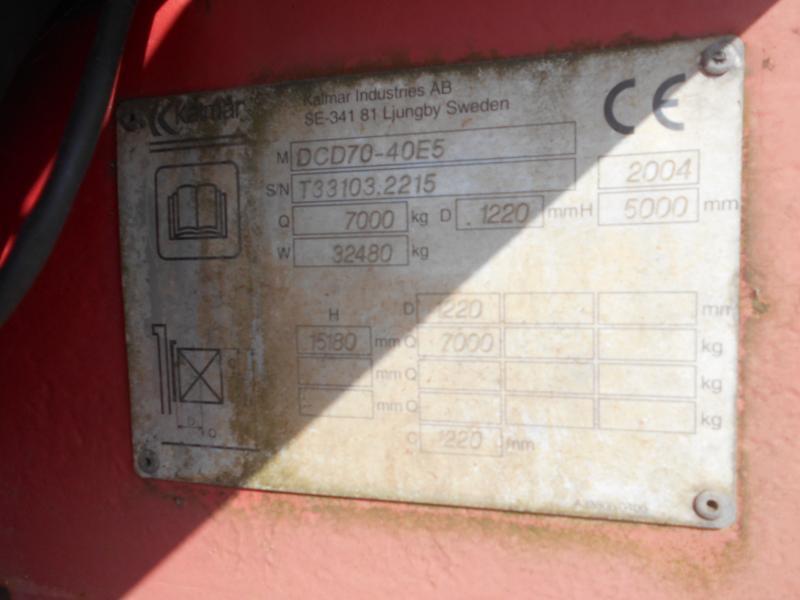 Kalmar
Kalmar Industries AB
SE-341 81 Ljungby Sweden
CE
M DCD70-40E5
S/N T33103.2215 2004
Q 7000 kg D 1220 mm H 5000 mm
W 32480 kg
H D 1220 mm
15180 mm Q 7000 kg
mm Q kg
mm Q kg
C 1220 mm
D Q